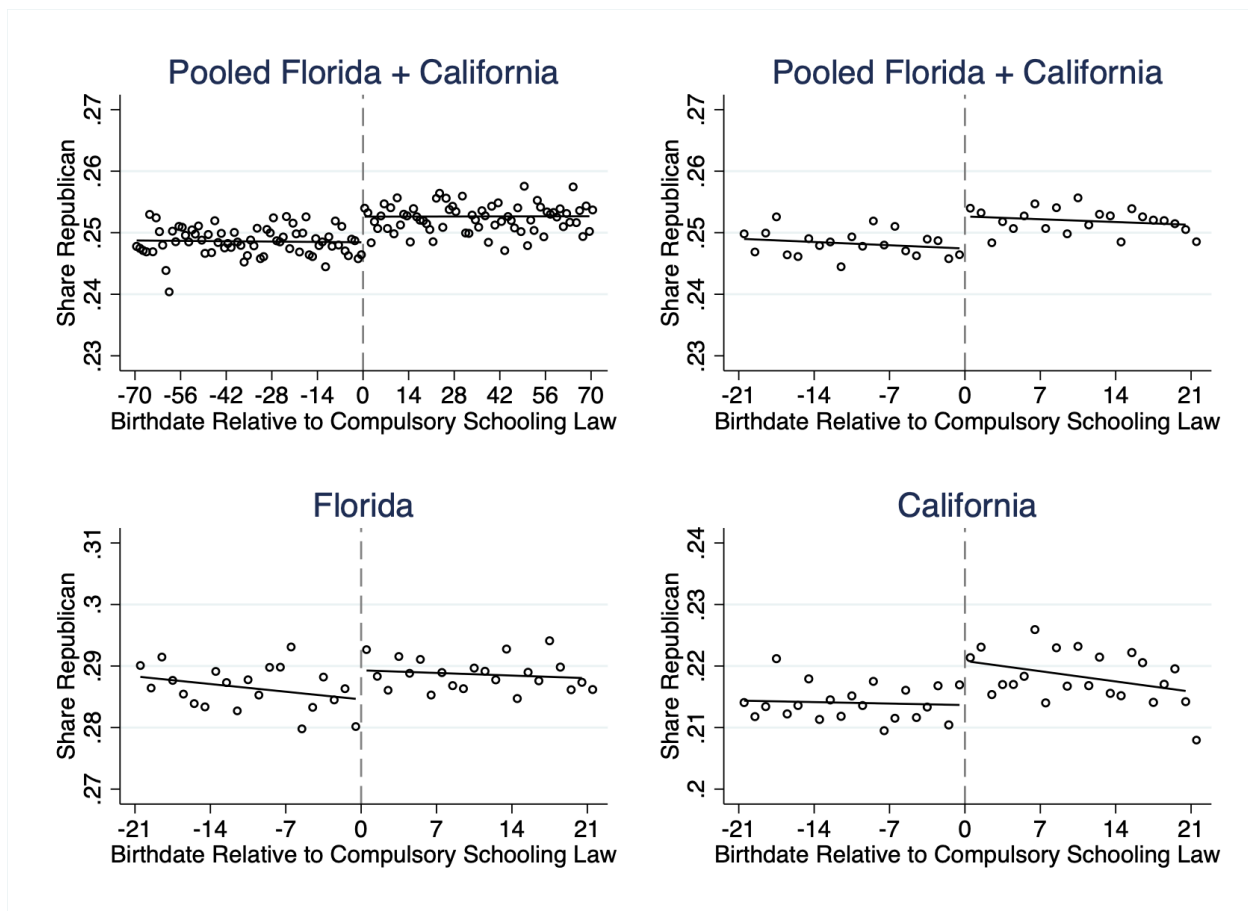 Pooled Florida + California
Share Republican
.27
.26
.25
.24
.23
-70 -56 -42 -28 -14 0 14 28 42 56 70
Birthdate Relative to Compulsory Schooling Law
Pooled Florida + California
Share Republican
.27
.26
.25
.24
.23
-21 -14 -7 0 7 14 21
Birthdate Relative to Compulsory Schooling Law
Florida
Share Republican
.31
.3
.29
.28
.27
-21 -14 -7 0 7 14 21
Birthdate Relative to Compulsory Schooling Law
California
Share Republican
.24
.23
.22
.21
.2
-21 -14 -7 0 7 14 21
Birthdate Relative to Compulsory Schooling Law